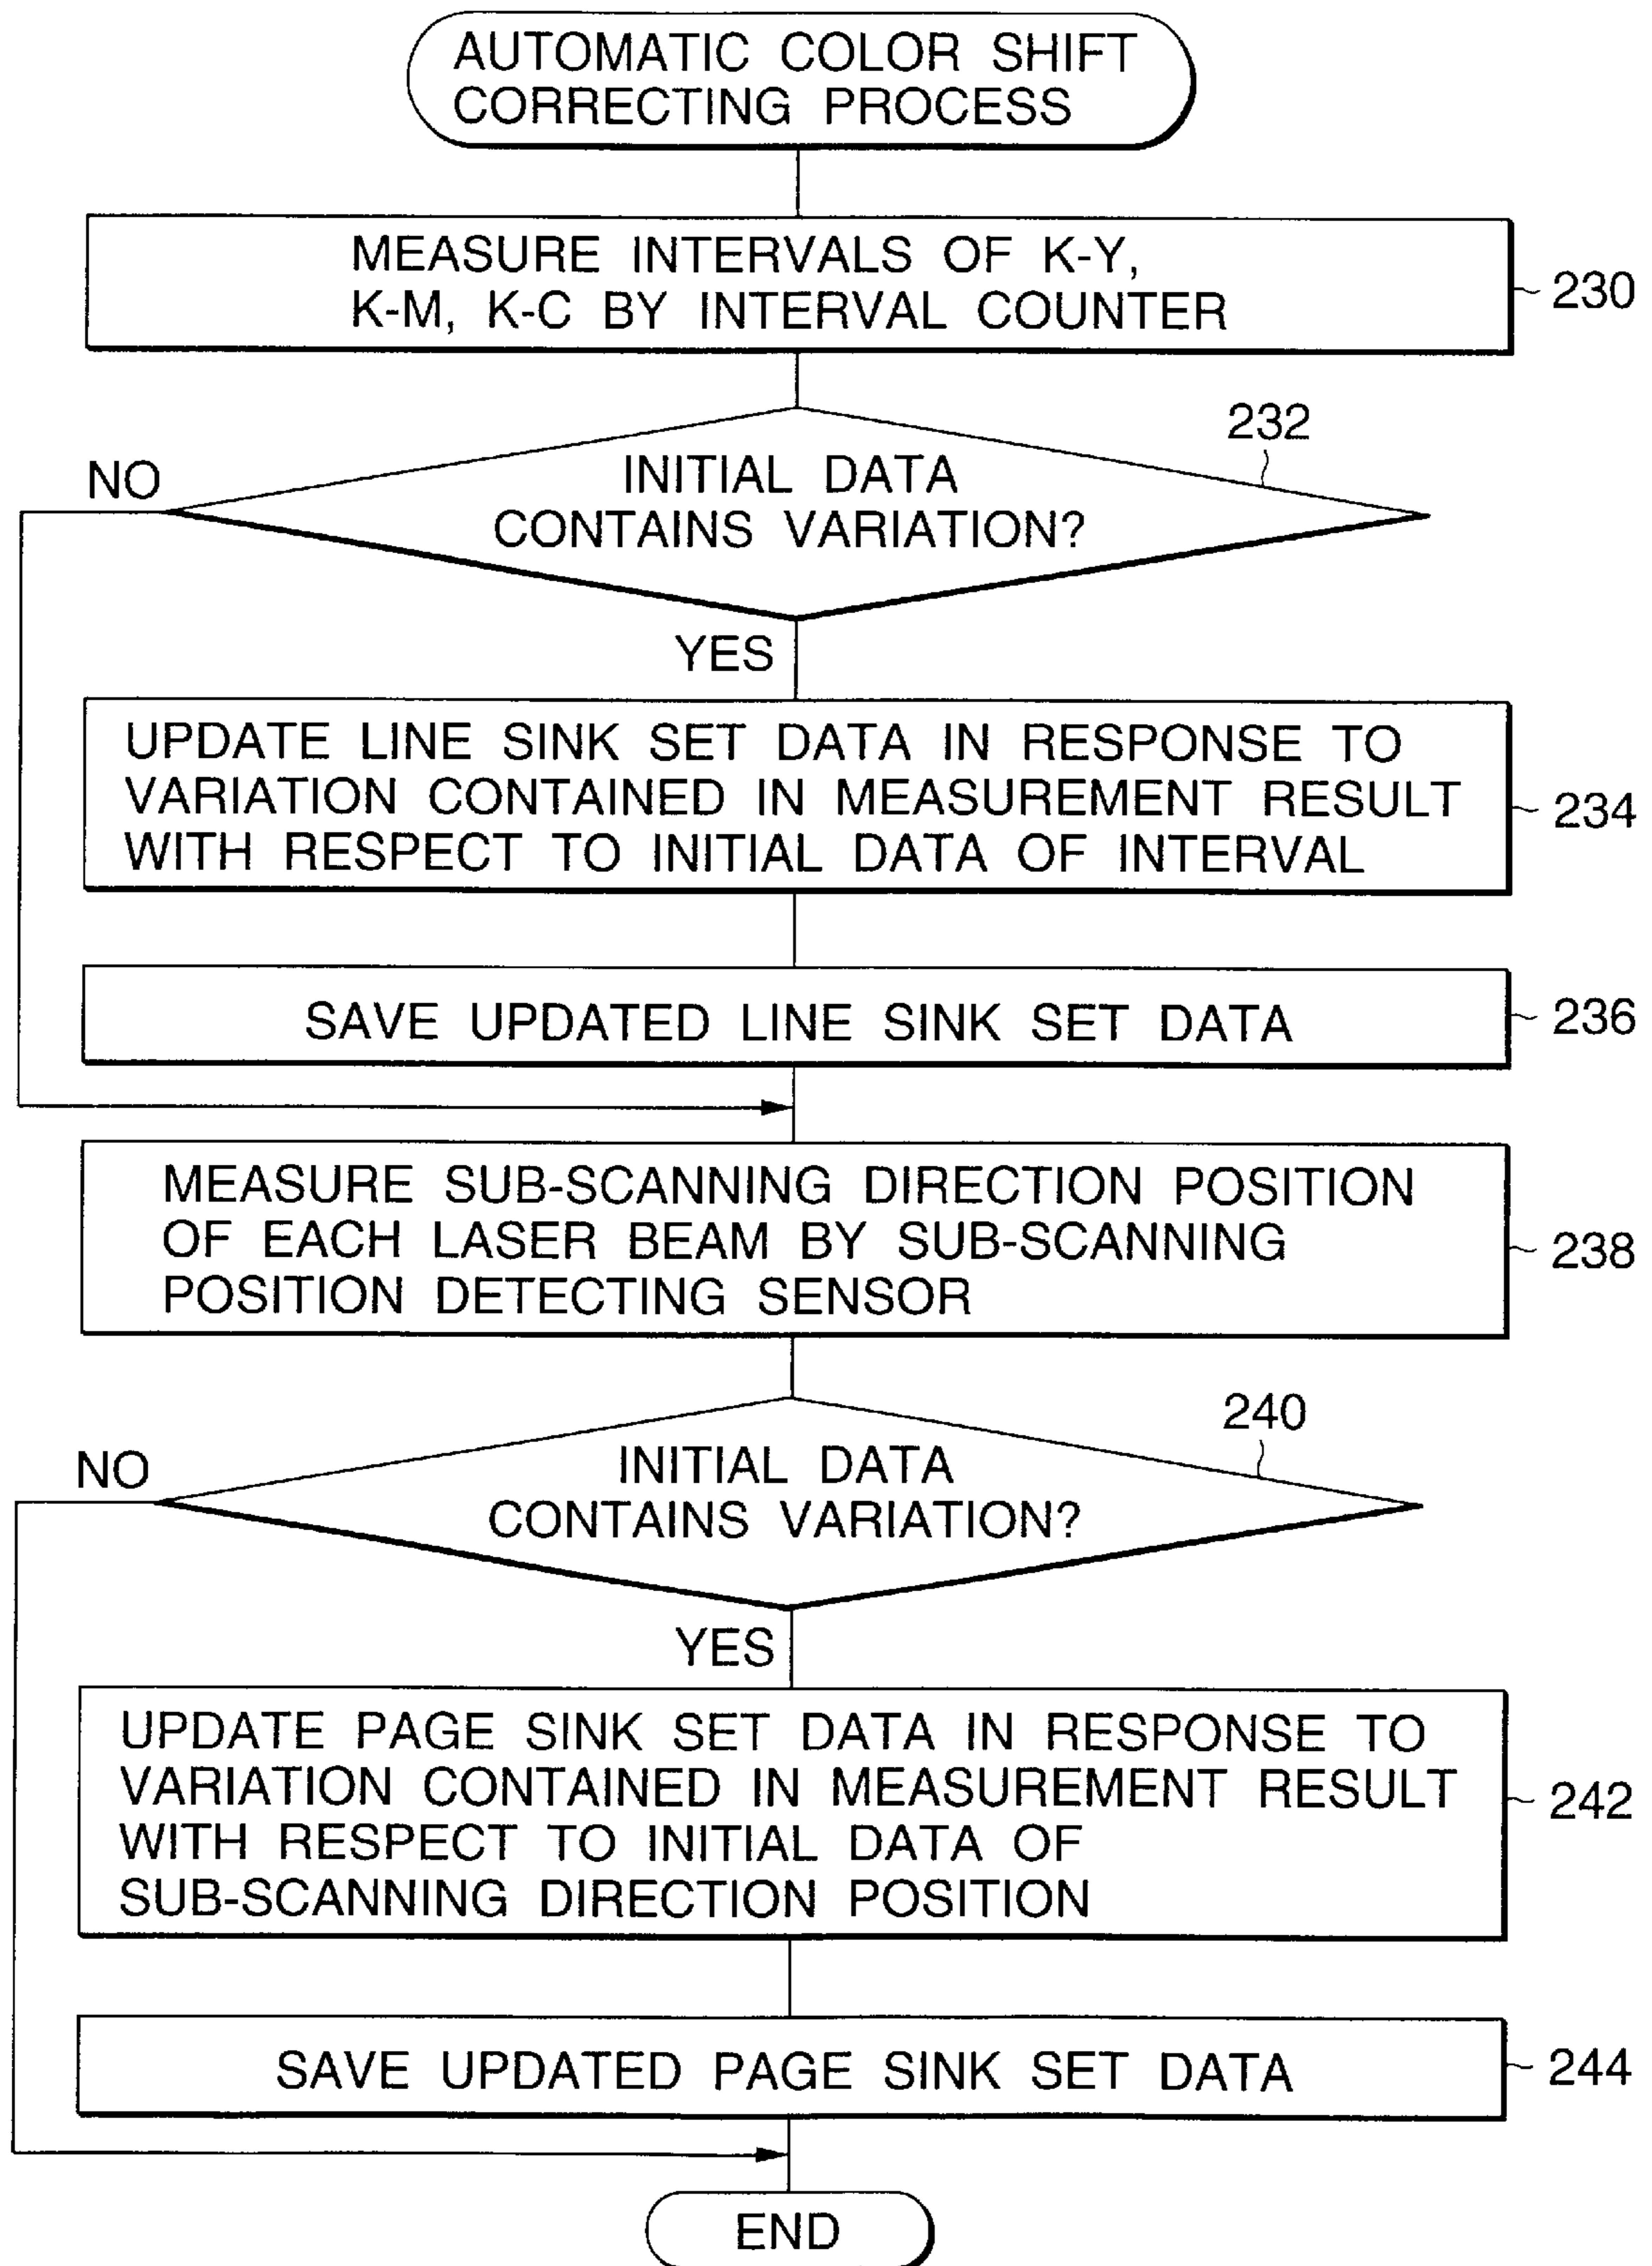 AUTOMATIC COLOR SHIFT
CORRECTING PROCESS
MEASURE INTERVALS OF K-Y,
K-M, K-C BY INTERVAL COUNTER
230
232
NO
INITIAL DATA
CONTAINS VARIATION?
YES
UPDATE LINE SINK SET DATA IN RESPONSE TO
VARIATION CONTAINED IN MEASUREMENT RESULT
WITH RESPECT TO INITIAL DATA OF INTERVAL
234
SAVE UPDATED LINE SINK SET DATA
236
MEASURE SUB-SCANNING DIRECTION POSITION
OF EACH LASER BEAM BY SUB-SCANNING
POSITION DETECTING SENSOR
238
240
NO
INITIAL DATA
CONTAINS VARIATION?
YES
UPDATE PAGE SINK SET DATA IN RESPONSE TO
VARIATION CONTAINED IN MEASUREMENT RESULT
WITH RESPECT TO INITIAL DATA OF
SUB-SCANNING DIRECTION POSITION
242
SAVE UPDATED PAGE SINK SET DATA
244
END